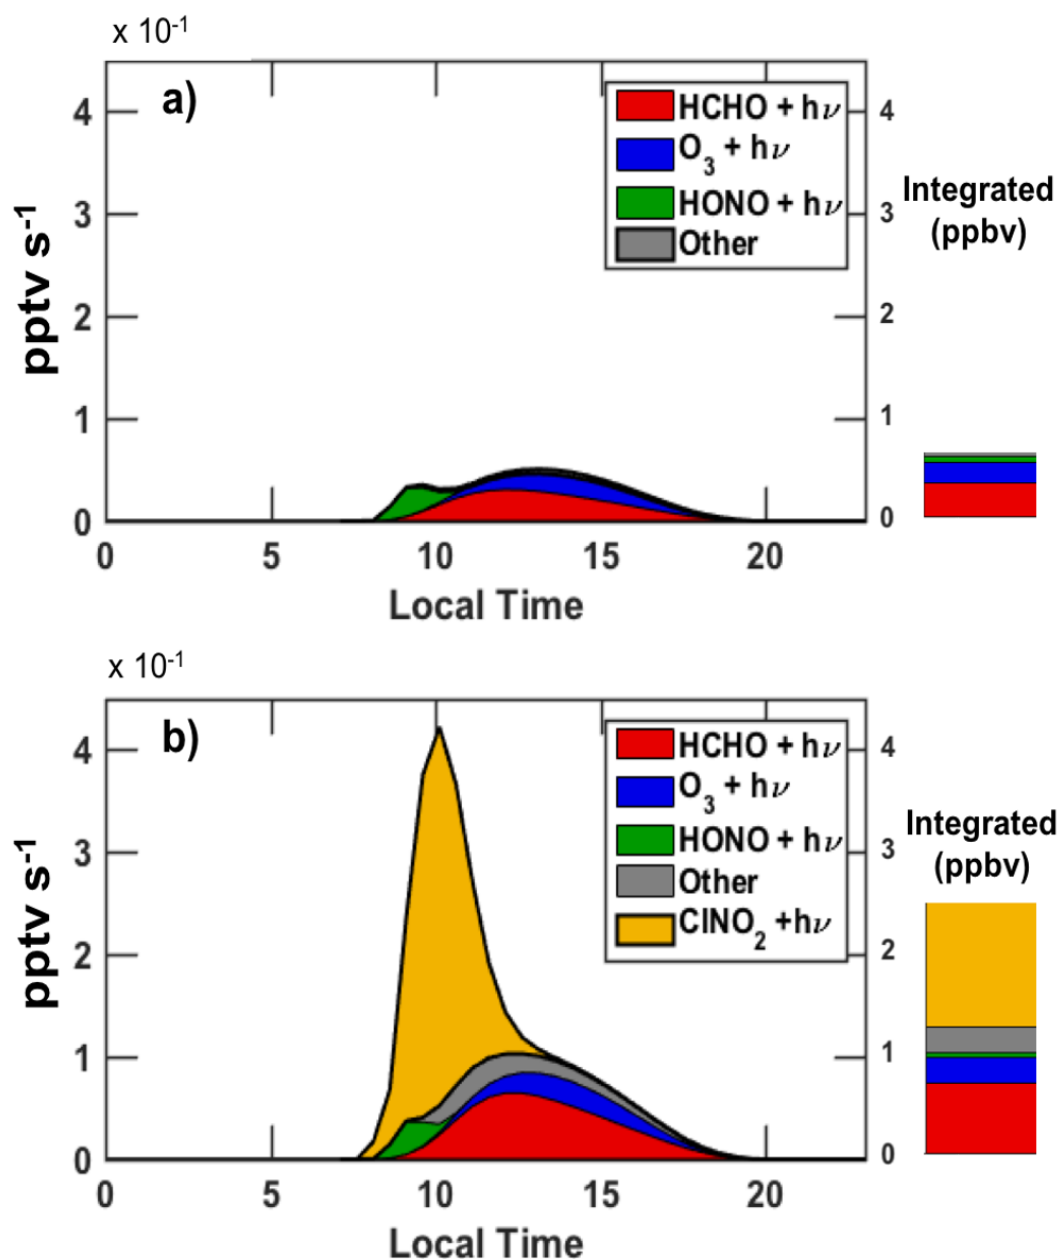 x 10⁻¹
a)
HCHO + hν
O₃ + hν
HONO + hν
Other
4
3
2
1
0
pptv s⁻¹
4
3
2
1
0
Integrated
(ppbv)
0 5 10 15 20
Local Time
x 10⁻¹
b)
HCHO + hν
O₃ + hν
HONO + hν
Other
ClNO₂ +hν
4
3
2
1
0
pptv s⁻¹
4
3
2
1
0
Integrated
(ppbv)
0 5 10 15 20
Local Time